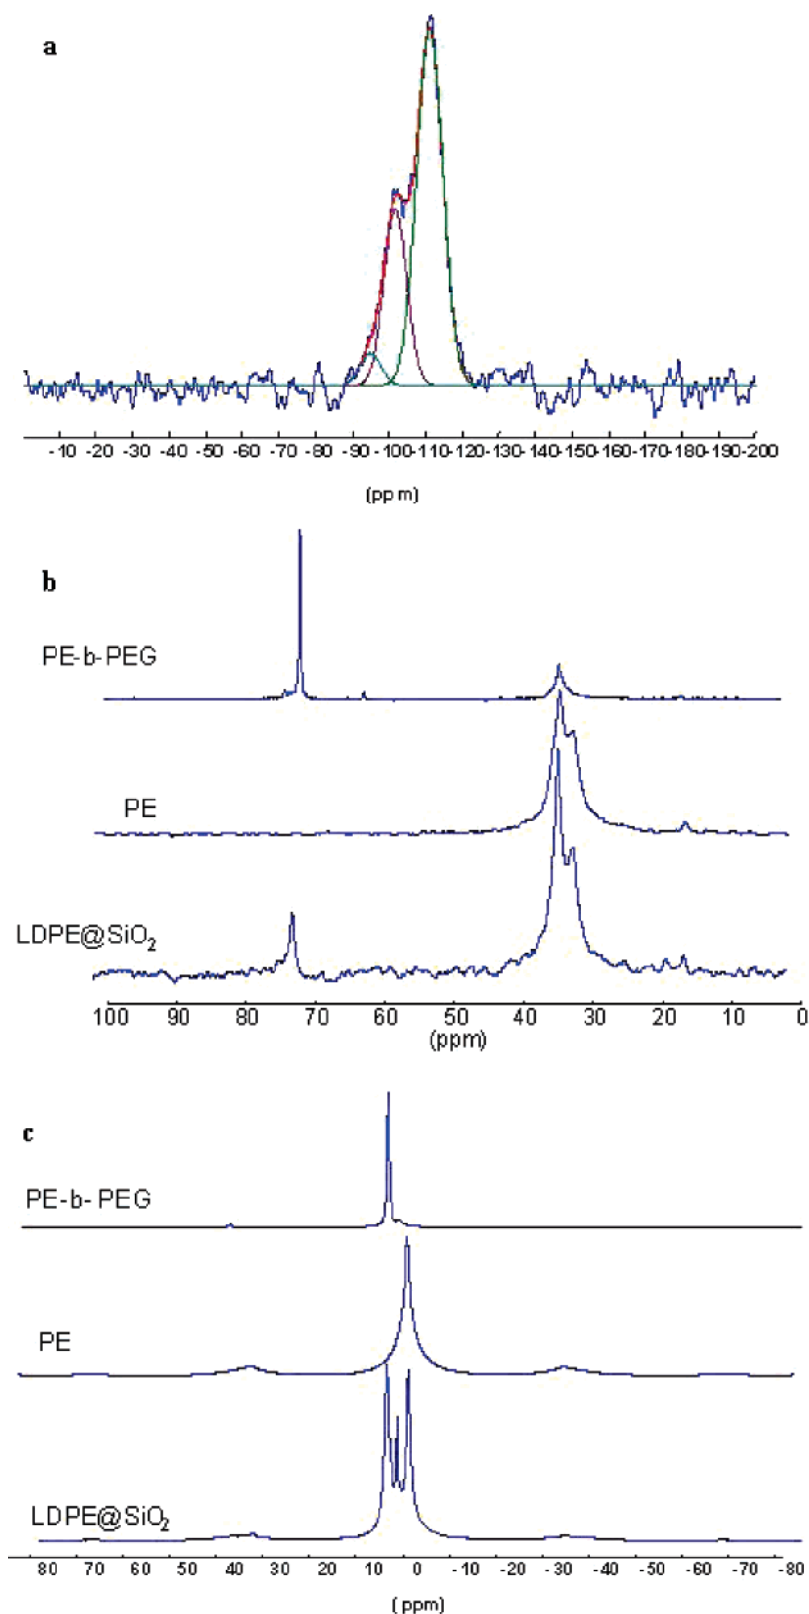 a
-10 -20 -30 -40 -50 -60 -70 -80 -90 -100-110-120-130-140-150-160-170-180-190-200
(pp m)
b
PE-b-PEG
PE
LDPE@SiO2
100 90 80 70 60 50 40 30 20 10 0
(ppm)
c
PE-b- PEG
PE
LDPE@SiO2
80 70 60 50 40 30 20 10 0 -10 -20 -30 -40 -50 -60 -70 -80
( ppm)